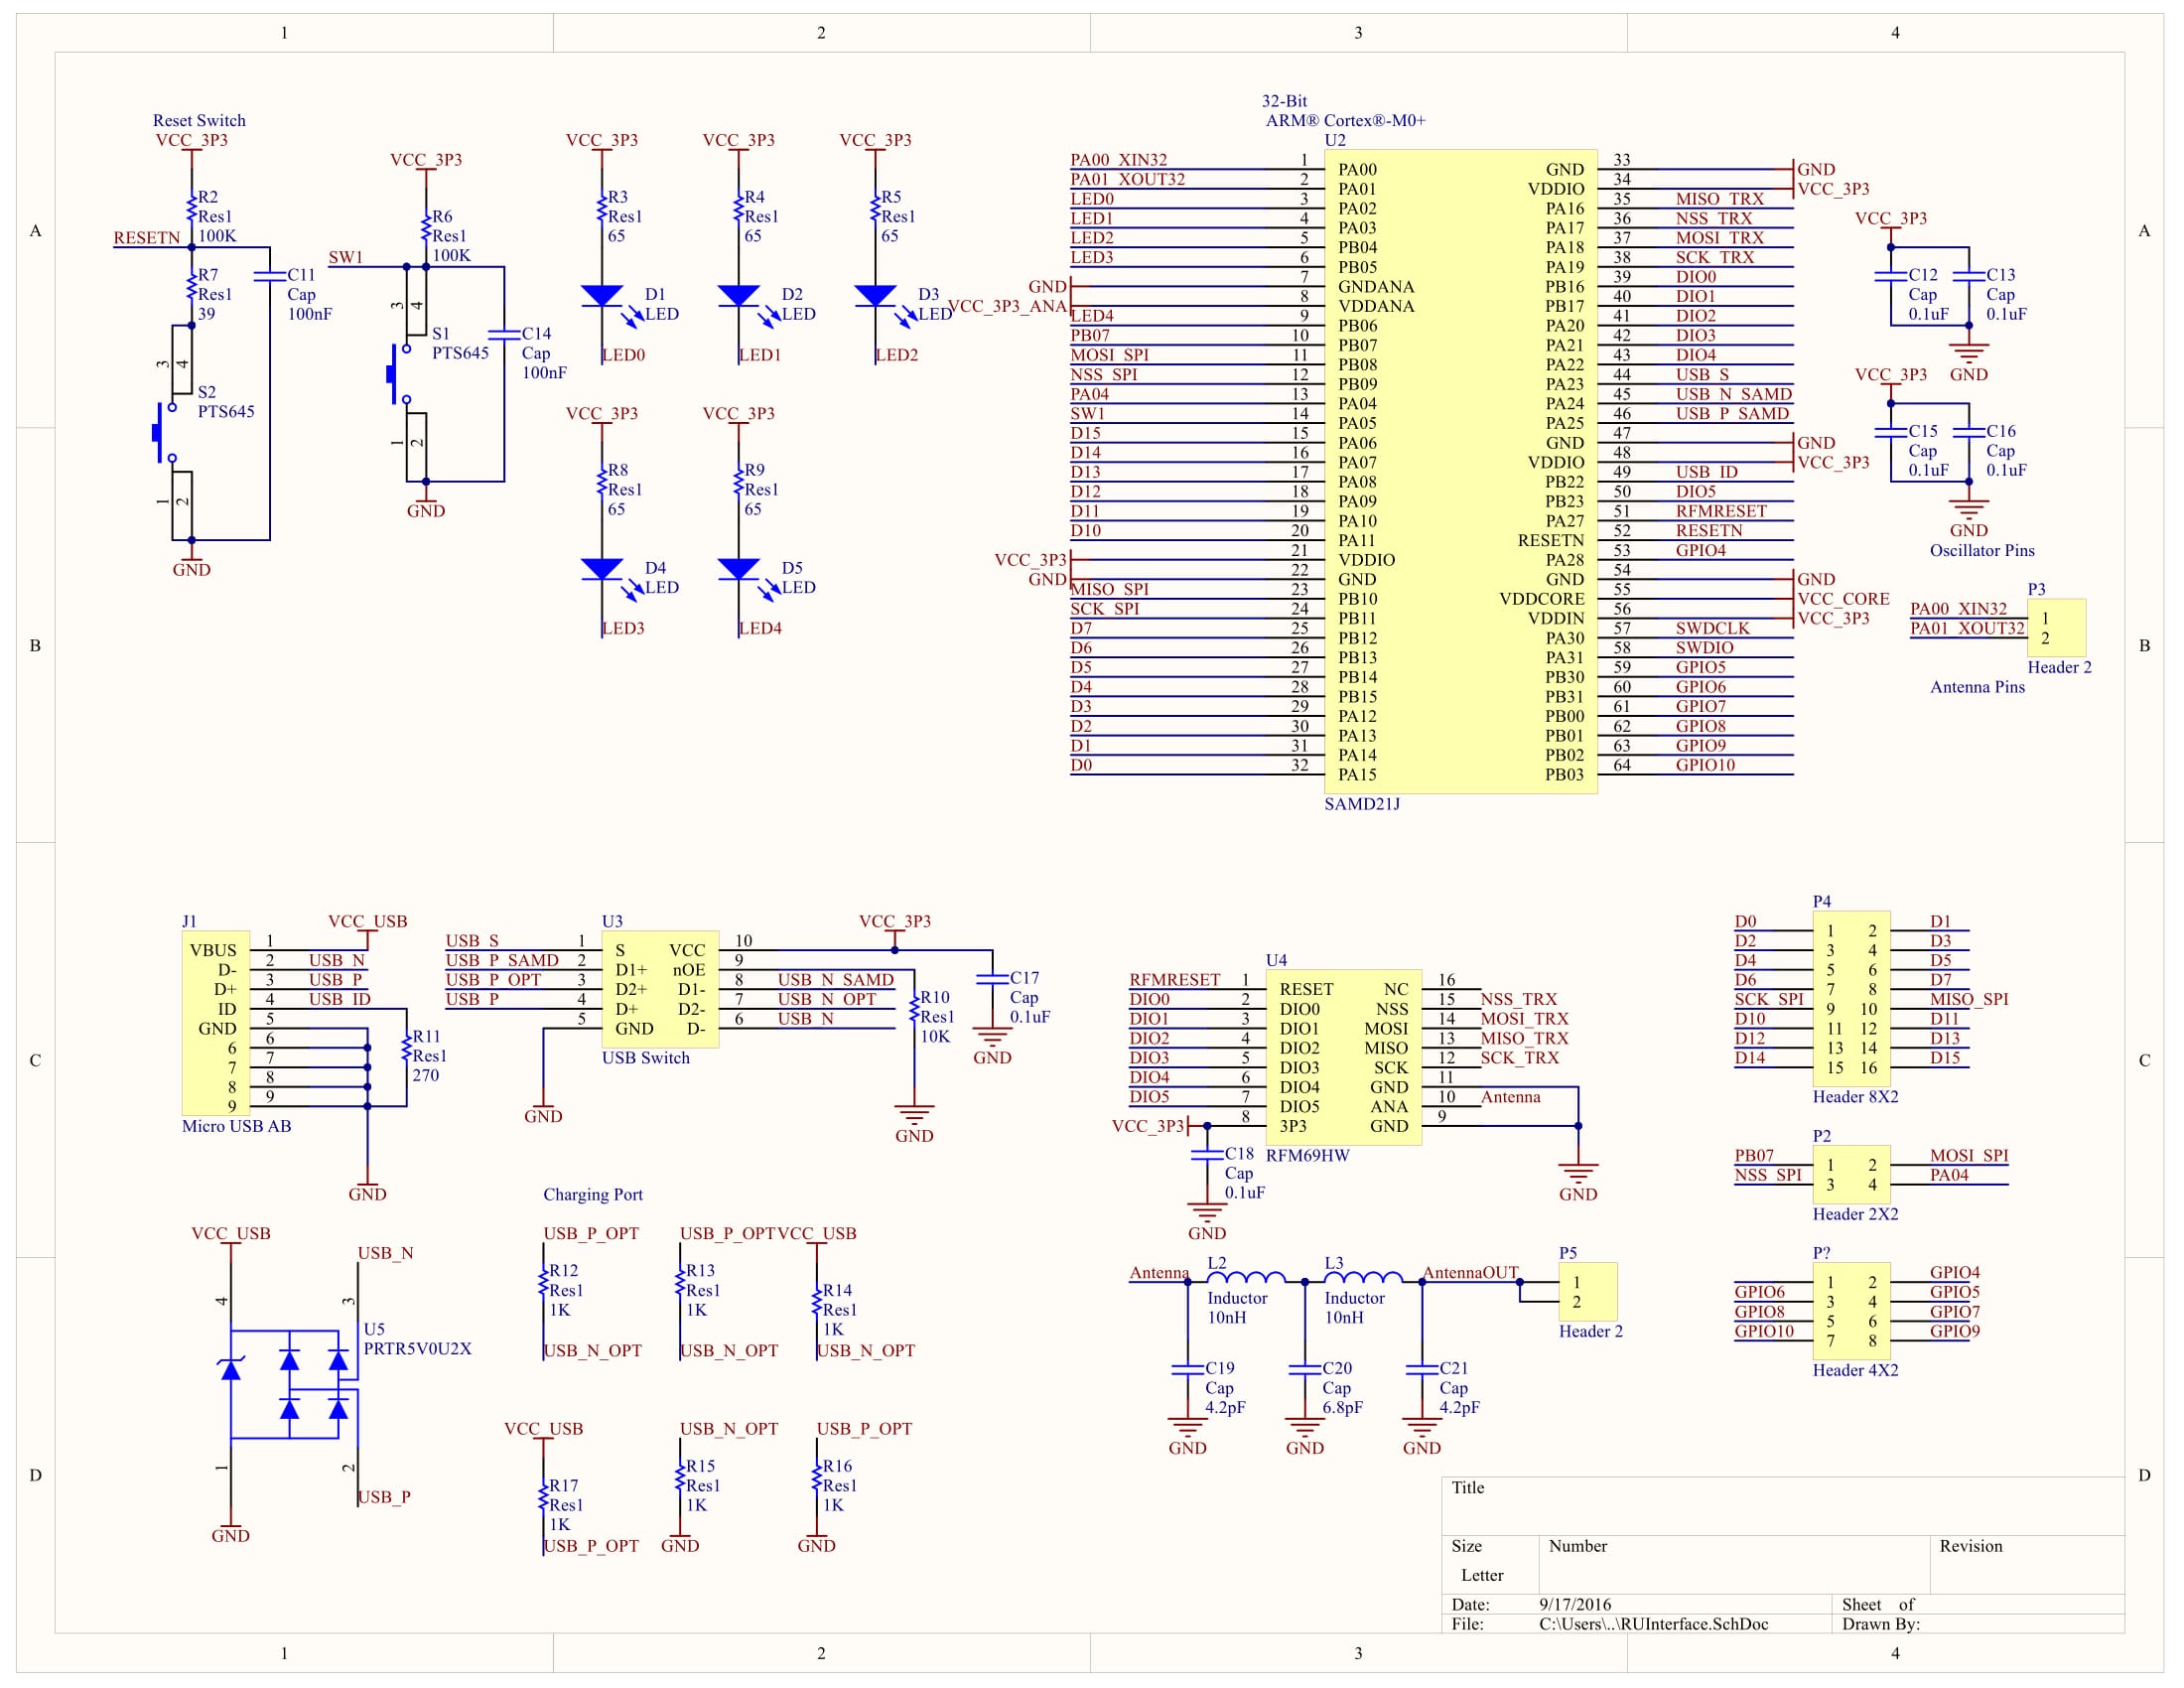 1
2
3
4
A
B
C
D
A
B
C
D
1
2
3
4
Reset Switch
VCC_3P3
R2
Res1
100K
RESETN
R7
Res1
39
C11
Cap
100nF
3
4
S2
PTS645
1
2
GND
VCC_3P3
R6
Res1
100K
SW1
3
4
S1
PTS645
C14
Cap
100nF
1
2
GND
VCC_3P3
R3
Res1
65
D1
LED
LED0
VCC_3P3
R4
Res1
65
D2
LED
LED1
VCC_3P3
R5
Res1
65
D3
LED
LED2
VCC_3P3
R8
Res1
65
D4
LED
LED3
VCC_3P3
R9
Res1
65
D5
LED
LED4
32-Bit
ARM® Cortex®-M0+
U2
PA00_XIN32 1 PA00
PA01_XOUT32 2 PA01
LED0 3 PA02
LED1 4 PA03
LED2 5 PB04
LED3 6 PB05
GND 7 GNDANA
VCC_3P3_ANA 8 VDDANA
LED4 9 PB06
PB07 10 PB07
MOSI_SPI 11 PB08
NSS_SPI 12 PB09
PA04 13 PA04
SW1 14 PA05
D15 15 PA06
D14 16 PA07
D13 17 PA08
D12 18 PA09
D11 19 PA10
D10 20 PA11
VCC_3P3 21 VDDIO
GND 22 GND
MISO_SPI 23 PB10
SCK_SPI 24 PB11
D7 25 PB12
D6 26 PB13
D5 27 PB14
D4 28 PB15
D3 29 PA12
D2 30 PA13
D1 31 PA14
D0 32 PA15
GND 33 GND
VDDIO 34 VCC_3P3
PA16 35 MISO_TRX
PA17 36 NSS_TRX
PA18 37 MOSI_TRX
PA19 38 SCK_TRX
PB16 39 DIO0
PB17 40 DIO1
PA20 41 DIO2
PA21 42 DIO3
PA22 43 DIO4
PA23 44 USB_S
PA24 45 USB_N_SAMD
PA25 46 USB_P_SAMD
GND 47 GND
VDDIO 48 VCC_3P3
PB22 49 USB_ID
PB23 50 DIO5
PA27 51 RFMRESET
RESETN 52 RESETN
PA28 53 GPIO4
GND 54 GND
VDDCORE 55 VCC_CORE
VDDIN 56 VCC_3P3
PA30 57 SWDCLK
PA31 58 SWDIO
PB30 59 GPIO5
PB31 60 GPIO6
PB00 61 GPIO7
PB01 62 GPIO8
PB02 63 GPIO9
PB03 64 GPIO10
SAMD21J
VCC_3P3
C12
Cap
0.1uF
C13
Cap
0.1uF
GND
VCC_3P3
C15
Cap
0.1uF
C16
Cap
0.1uF
GND
Oscillator Pins
P3
PA00_XIN32 1
PA01_XOUT32 2
Header 2
Antenna Pins
J1
VCC_USB
VBUS 1
D- 2 USB_N
D+ 3 USB_P
ID 4 USB_ID
GND 5
6 6
7 7
8 8
9 9
Micro USB AB
R11
Res1
270
GND
U3
USB_S 1 S
USB_P_SAMD 2 D1+
USB_P_OPT 3 D2+
USB_P 4 D+
5 GND
VCC 10
nOE 9
D1- 8 USB_N_SAMD
D2- 7 USB_N_OPT
D- 6 USB_N
USB Switch
GND
VCC_3P3
C17
Cap
0.1uF
GND
R10
Res1
10K
GND
U4
RFMRESET 1 RESET
DIO0 2 DIO0
DIO1 3 DIO1
DIO2 4 DIO2
DIO3 5 DIO3
DIO4 6 DIO4
DIO5 7 DIO5
VCC_3P3 8 3P3
NC 16
NSS 15 NSS_TRX
MOSI 14 MOSI_TRX
MISO 13 MISO_TRX
SCK 12 SCK_TRX
GND 11
ANA 10 Antenna
GND 9
RFM69HW
C18
Cap
0.1uF
GND
GND
P4
D0 1 2 D1
D2 3 4 D3
D4 5 6 D5
D6 7 8 D7
SCK_SPI 9 10 MISO_SPI
D10 11 12 D11
D12 13 14 D13
D14 15 16 D15
Header 8X2
P2
PB07 1 2 MOSI_SPI
NSS_SPI 3 4 PA04
Header 2X2
P?
1 2 GPIO4
GPIO6 3 4 GPIO5
GPIO8 5 6 GPIO7
GPIO10 7 8 GPIO9
Header 4X2
VCC_USB
USB_N
4
3
U5
PRTR5V0U2X
1
2
USB_P
GND
Charging Port
USB_P_OPT
R12
Res1
1K
USB_N_OPT
USB_P_OPT
R13
Res1
1K
USB_N_OPT
VCC_USB
R14
Res1
1K
USB_N_OPT
VCC_USB
R17
Res1
1K
USB_P_OPT
USB_N_OPT
R15
Res1
1K
GND
USB_P_OPT
R16
Res1
1K
GND
Antenna
L2
Inductor
10nH
L3
Inductor
10nH
AntennaOUT
P5
1
2
Header 2
C19
Cap
4.2pF
GND
C20
Cap
6.8pF
GND
C21
Cap
4.2pF
GND
Title
Size
Letter
Number
Revision
Date: 9/17/2016
Sheet of
File: C:\Users\..\RUInterface.SchDoc
Drawn By: